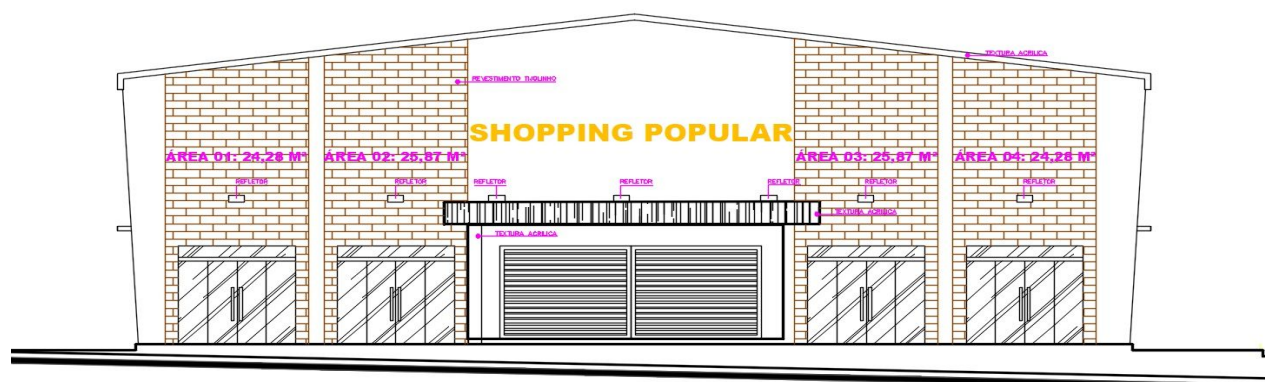 TEXTURA ACRILICA
REVESTIMENTO TIJOLINHO
SHOPPING POPULAR
ÁREA 01: 24,28 M²
ÁREA 02: 25,87 M²
ÁREA 03: 25,87 M²
ÁREA 04: 24,28 M²
REFLETOR
REFLETOR
REFLETOR
REFLETOR
REFLETOR
REFLETOR
REFLETOR
TEXTURA ACRILICA
TEXTURA ACRILICA